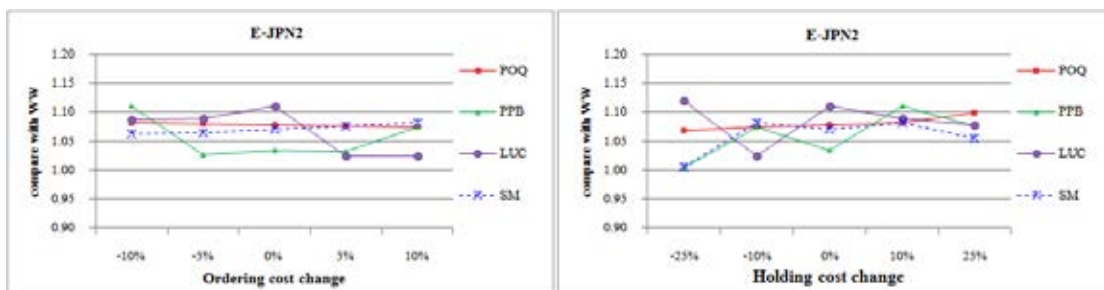 E-JPN2
1.20
1.15
1.10
1.05
1.00
0.95
0.90
compare with WW
-10%
-5%
0%
5%
10%
Ordering cost change
POQ
PPB
LUC
SM
E-JPN2
1.20
1.15
1.10
1.05
1.00
0.95
0.90
compare with WW
-25%
-10%
0%
10%
25%
Holding cost change
POQ
PPB
LUC
SM